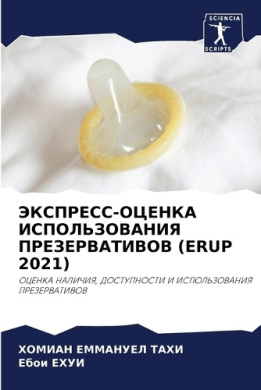 SCIENCIA
SCRIPTS
ЭКСПРЕСС-ОЦЕНКА
ИСПОЛЬЗОВАНИЯ
ПРЕЗЕРВАТИВОВ (ERUP
2021)
ОЦЕНКА НАЛИЧИЯ, ДОСТУПНОСТИ И ИСПОЛЬЗОВАНИЯ
ПРЕЗЕРВАТИВОВ
ХОМИАН ЕММАНУЕЛ ТАХИ
Ебои ЕХУИ